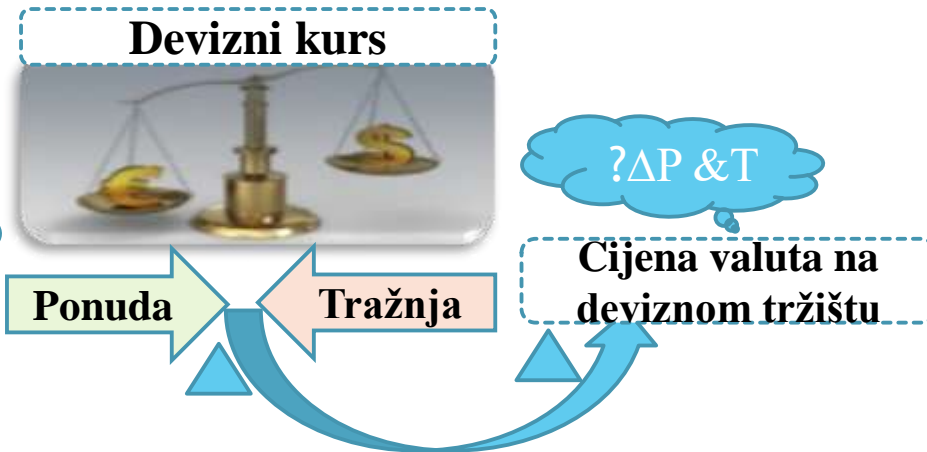 Devizni kurs
€
$
?ΔP &T
Ponuda
Tražnja
Cijena valuta na
deviznom tržištu